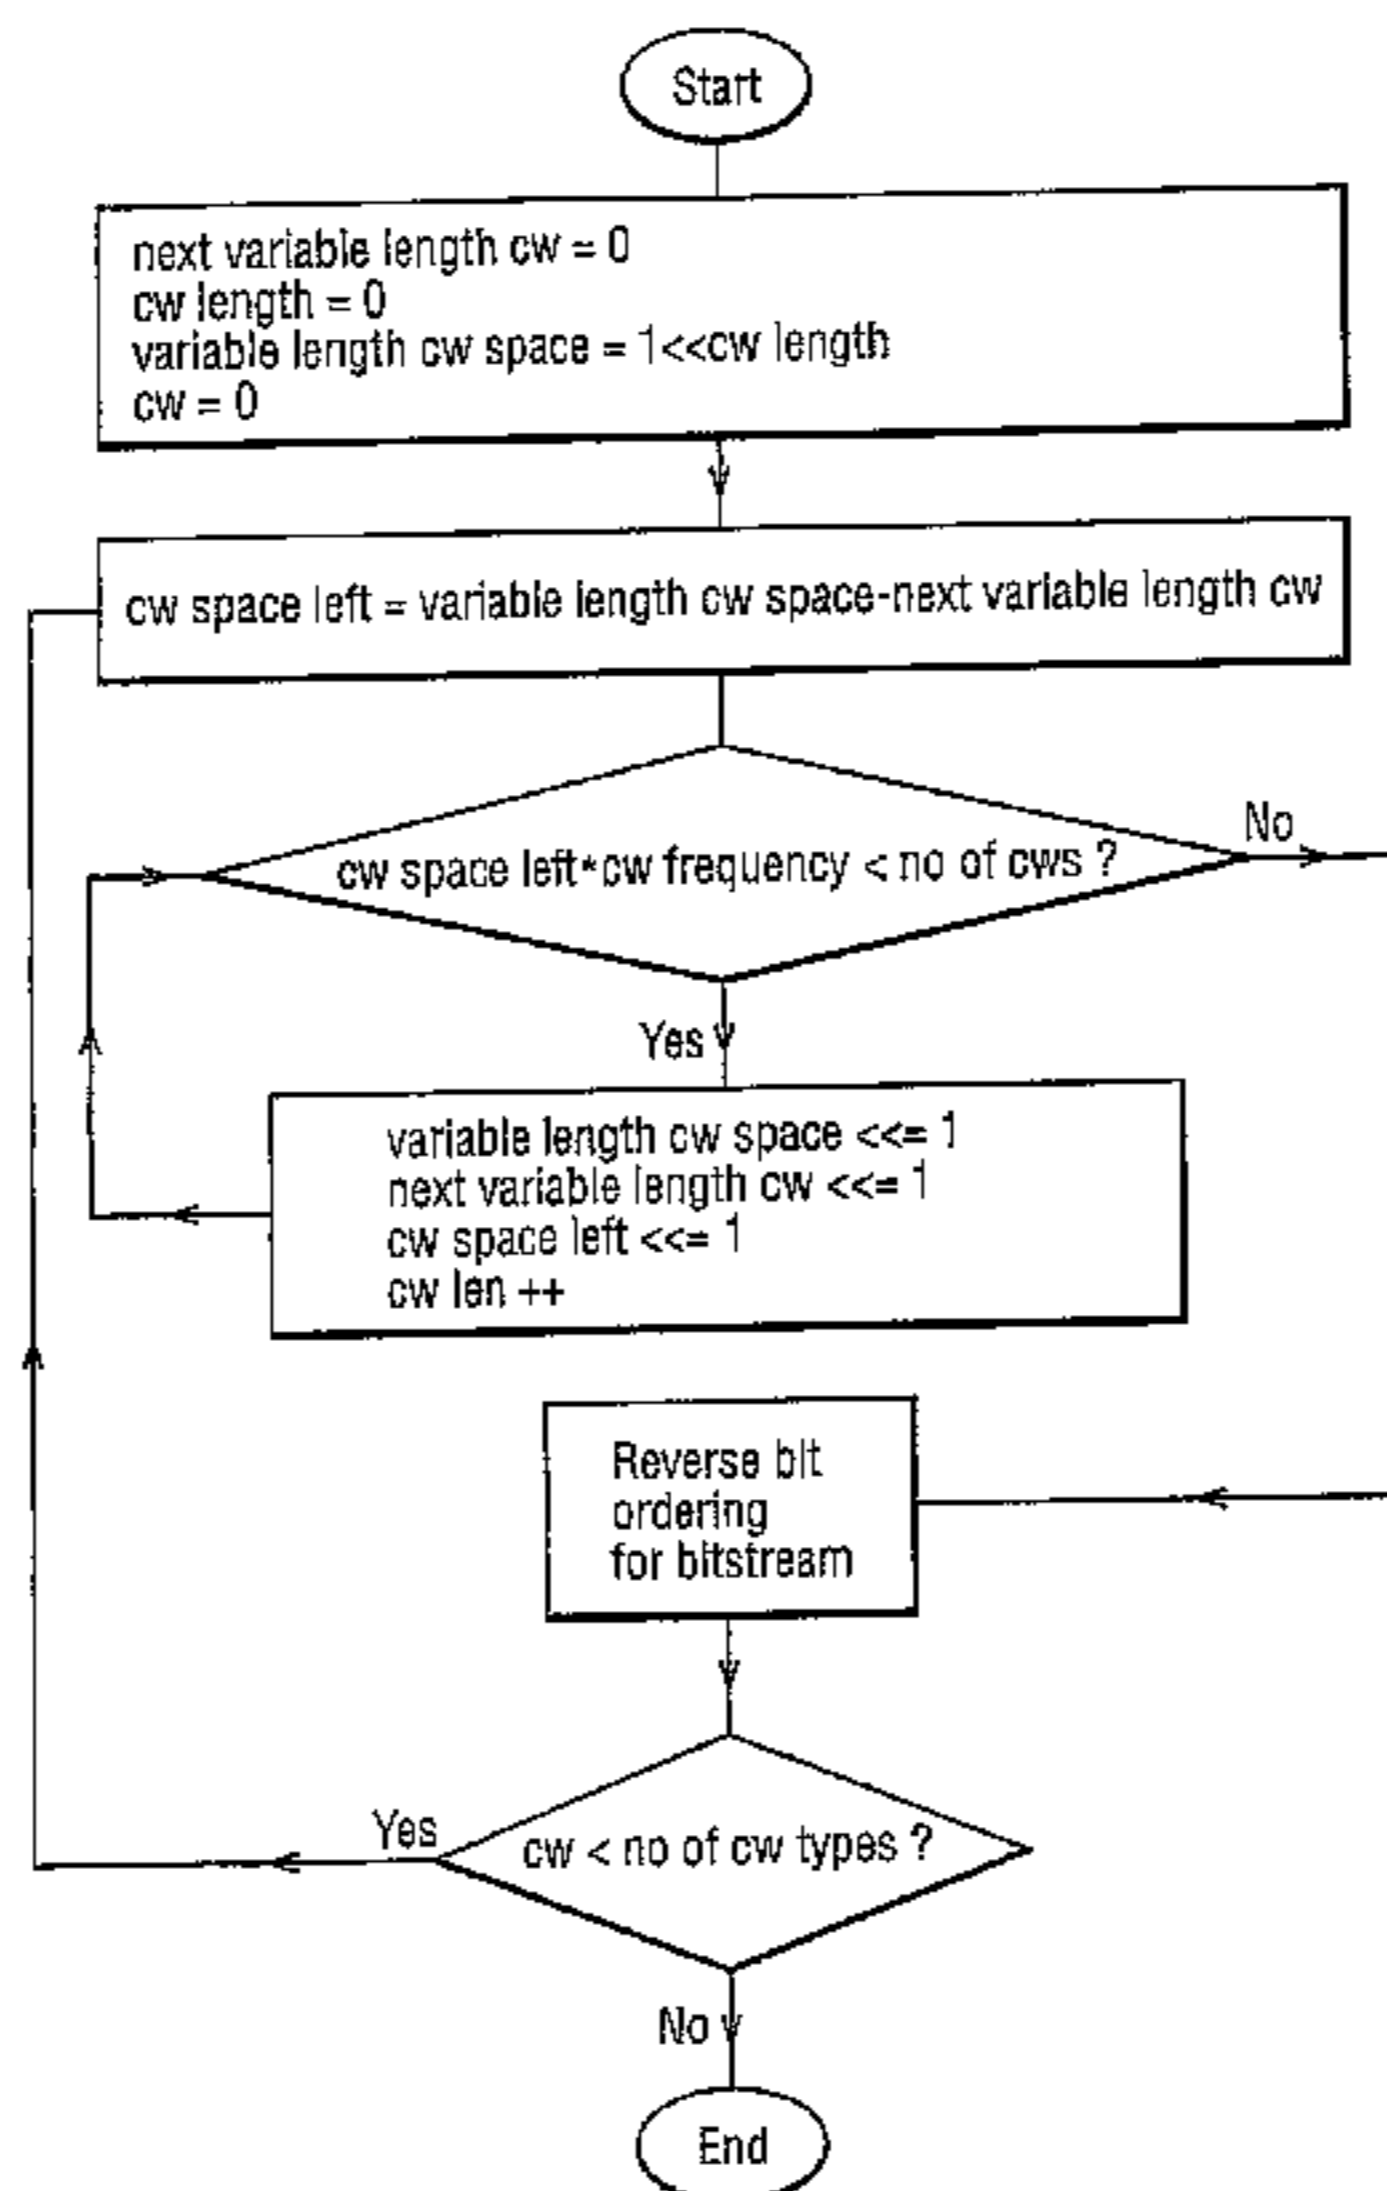 Start
next variable length cw = 0
cw length = 0
variable length cw space = 1<<cw length
cw = 0
cw space left = variable length cw space-next variable length cw
cw space left*cw frequency < no of cws ?
No
Yes
variable length cw space <<= 1
next variable length cw <<= 1
cw space left <<= 1
cw len ++
Reverse bit
ordering
for bitstream
Yes
cw < no of cw types ?
No
End